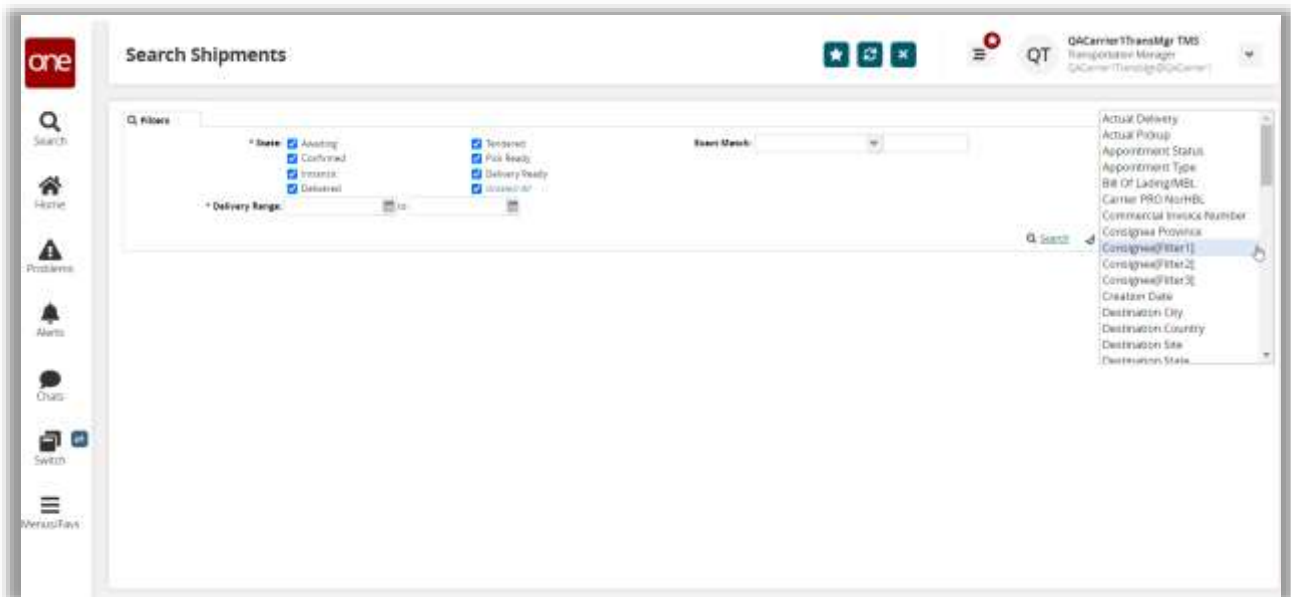 one
Search Shipments
QT
QACarrier1TransMgr TMS
Transportation Manager
Search
Home
Problems
Alerts
Chats
Switch
Menus/Favs
Filters
* State:
Awaiting
Tendered
Confirmed
Pick Ready
Intransit
Delivery Ready
Delivered
Exact Match:
* Delivery Range:
to
Search
Actual Delivery
Actual Pickup
Appointment Status
Appointment Type
Bill Of Lading/MBL
Carrier PRO Nor/HBL
Commercial Invoice Number
Consignee Province
Consignee[Filter1]
Consignee[Filter2]
Consignee[Filter3]
Creation Date
Destination City
Destination Country
Destination Site
Destination State